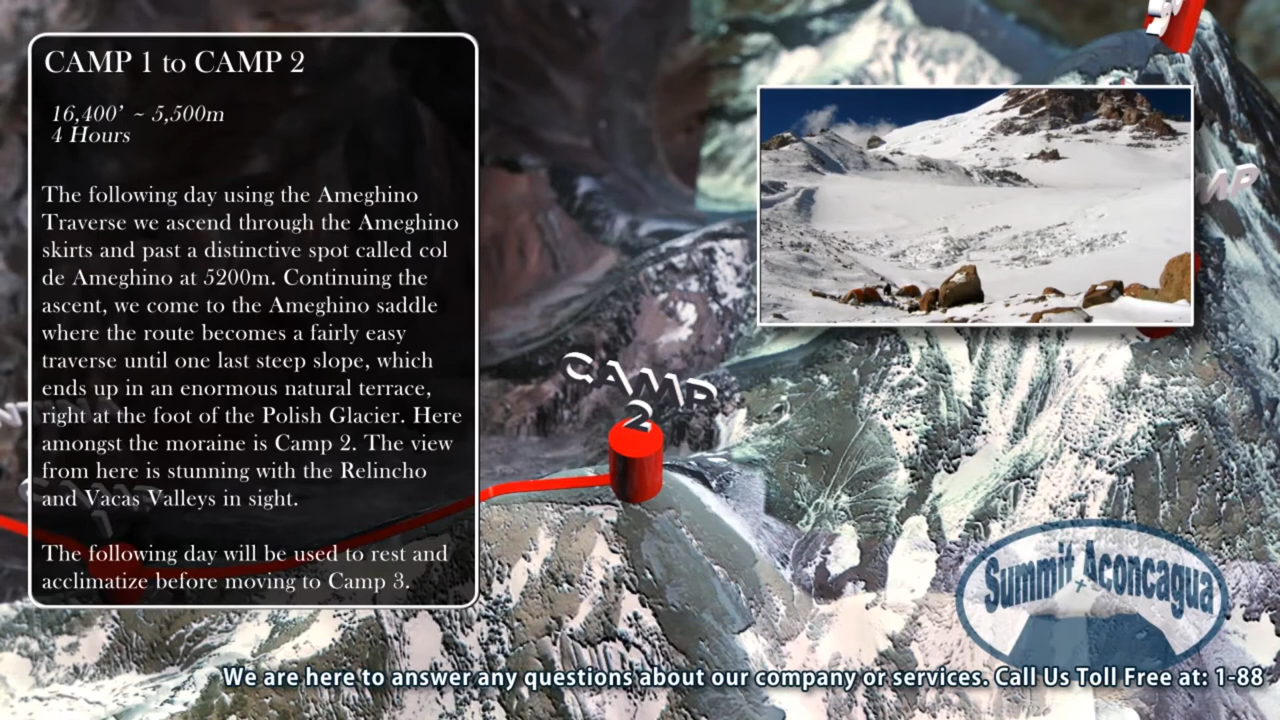 CAMP 1 to CAMP 2
16,400’ ~ 5,500m
4 Hours
The following day using the Ameghino
Traverse we ascend through the Ameghino
skirts and past a distinctive spot called col
de Ameghino at 5200m. Continuing the
ascent, we come to the Ameghino saddle
where the route becomes a fairly easy
traverse until one last steep slope, which
ends up in an enormous natural terrace,
right at the foot of the Polish Glacier. Here
amongst the moraine is Camp 2. The view
from here is stunning with the Relincho
and Vacas Valleys in sight.
The following day will be used to rest and
acclimatize before moving to Camp 3.
CAMP
2
Summit Aconcagua
We are here to answer any questions about our company or services. Call Us Toll Free at: 1-88